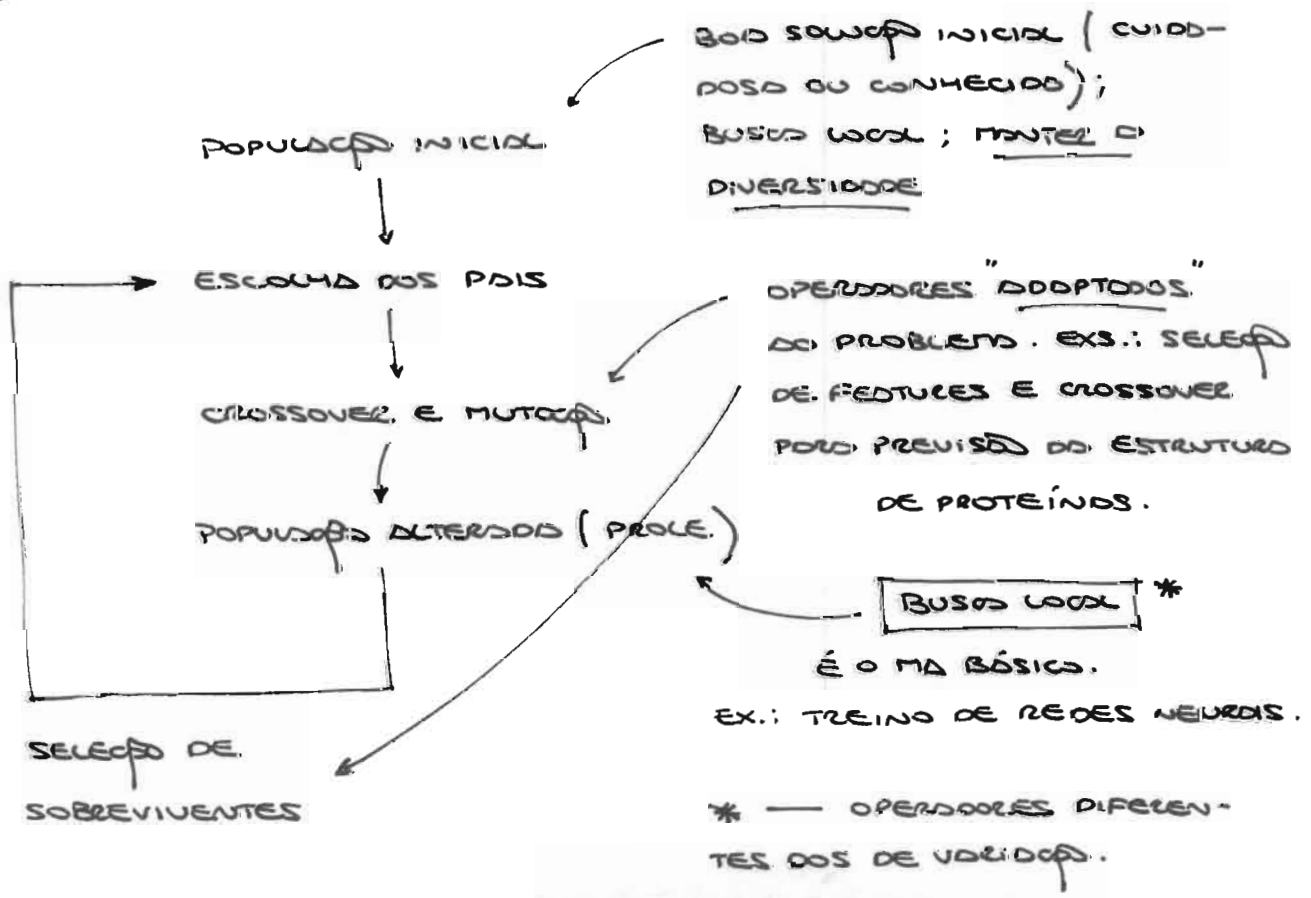 BOA SOLUÇÃO INICIAL (CUIDA-
DOSA OU CONHECIDA);
BUSCA LOCAL; MANTER A
DIVERSIDADE
POPULAÇÃO INICIAL
ESCOLHA DOS PAIS
CROSSOVER E MUTAÇÃO
POPULAÇÃO ALTERADA (PROLE)
SELEÇÃO DE
SOBREVIVENTES
OPERADORES "ADAPTADOS"
AO PROBLEMA. EXS.: SELEÇÃO
DE FEATURES E CROSSOVER
PARA PREVISÃO DA ESTRUTURA
DE PROTEÍNAS.
BUSCA LOCAL *
É O MA BÁSICO.
EX.: TREINO DE REDES NEURAIS.
* — OPERADORES DIFEREN-
TES DOS DE VARIAÇÃO.